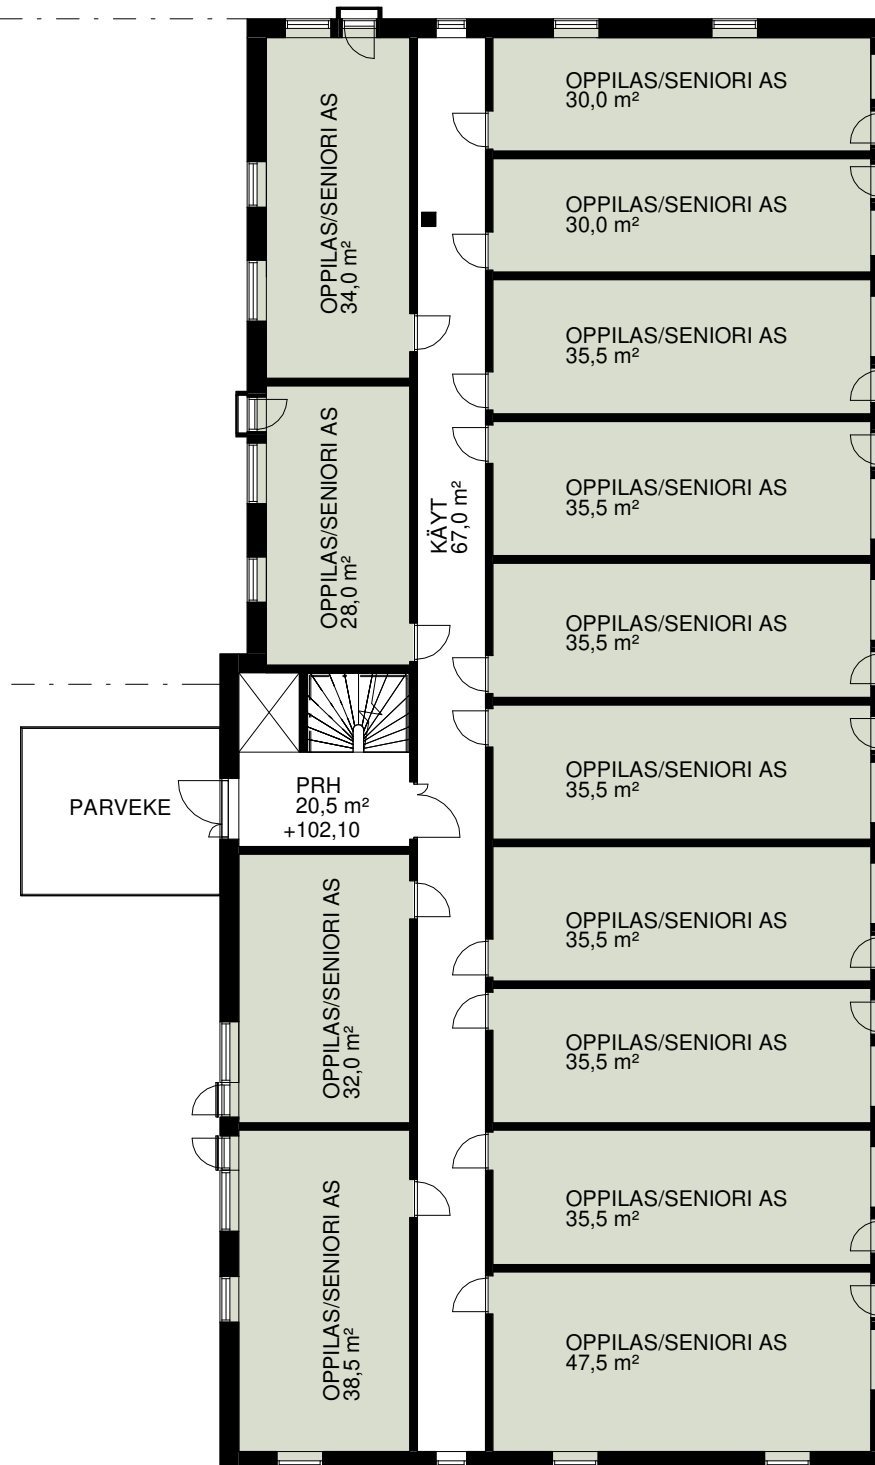 OPPILAS/SENIORI AS
34,0 m²
OPPILAS/SENIORI AS
28,0 m²
PARVEKE
PRH
20,5 m²
+102,10
OPPILAS/SENIORI AS
32,0 m²
OPPILAS/SENIORI AS
38,5 m²
KÄYT
67,0 m²
OPPILAS/SENIORI AS
30,0 m²
OPPILAS/SENIORI AS
30,0 m²
OPPILAS/SENIORI AS
35,5 m²
OPPILAS/SENIORI AS
35,5 m²
OPPILAS/SENIORI AS
35,5 m²
OPPILAS/SENIORI AS
35,5 m²
OPPILAS/SENIORI AS
35,5 m²
OPPILAS/SENIORI AS
35,5 m²
OPPILAS/SENIORI AS
35,5 m²
OPPILAS/SENIORI AS
47,5 m²